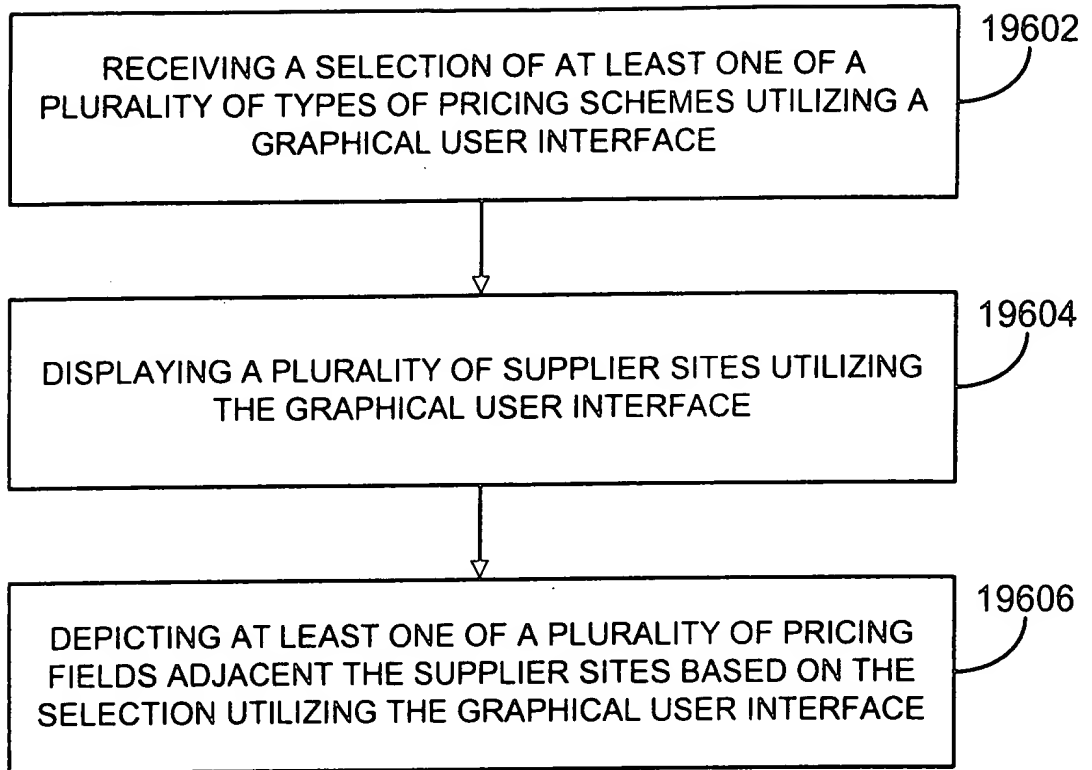 19602
RECEIVING A SELECTION OF AT LEAST ONE OF A
PLURALITY OF TYPES OF PRICING SCHEMES UTILIZING A
GRAPHICAL USER INTERFACE
19604
DISPLAYING A PLURALITY OF SUPPLIER SITES UTILIZING
THE GRAPHICAL USER INTERFACE
19606
DEPICTING AT LEAST ONE OF A PLURALITY OF PRICING
FIELDS ADJACENT THE SUPPLIER SITES BASED ON THE
SELECTION UTILIZING THE GRAPHICAL USER INTERFACE